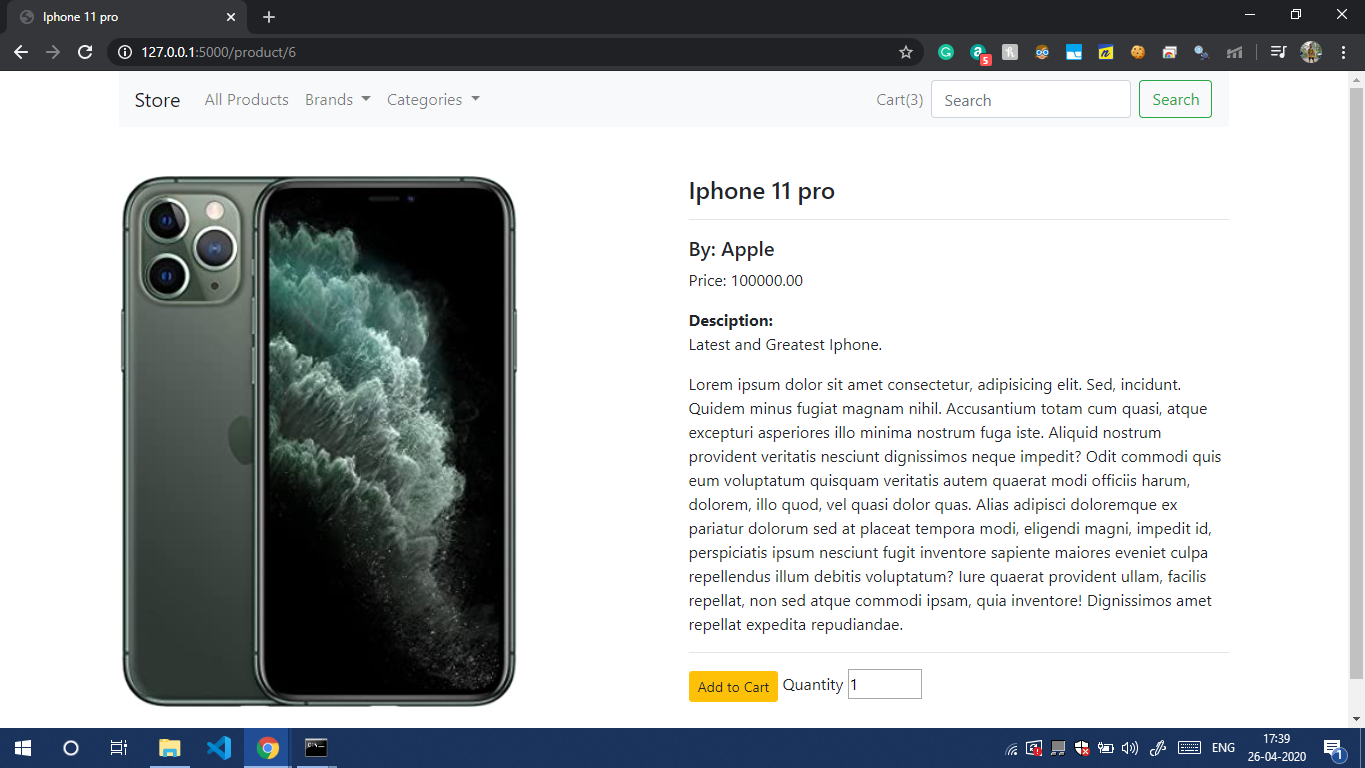 Iphone 11 pro
127.0.0.1:5000/product/6
5
Store All Products Brands Categories Cart(3) Search Search
Iphone 11 pro
By: Apple
Price: 100000.00
Desciption:
Latest and Greatest Iphone.
Lorem ipsum dolor sit amet consectetur, adipisicing elit. Sed, incidunt.
Quidem minus fugiat magnam nihil. Accusantium totam cum quasi, atque
excepturi asperiores illo minima nostrum fuga iste. Aliquid nostrum
provident veritatis nesciunt dignissimos neque impedit? Odit commodi quis
eum voluptatum quisquam veritatis autem quaerat modi officiis harum,
dolorem, illo quod, vel quasi dolor quas. Alias adipisci doloremque ex
pariatur dolorum sed at placeat tempora modi, eligendi magni, impedit id,
perspiciatis ipsum nesciunt fugit inventore sapiente maiores eveniet culpa
repellendus illum debitis voluptatum? Iure quaerat provident ullam, facilis
repellat, non sed atque commodi ipsam, quia inventore! Dignissimos amet
repellat expedita repudiandae.
Add to Cart Quantity 1
ENG
17:39
26-04-2020
1